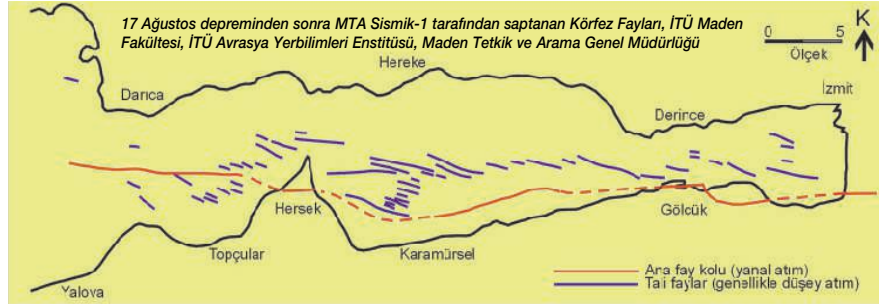 17 Ağustos depreminden sonra MTA Sismik-1 tarafından saptanan Körfez Fayları, İTÜ Maden
Fakültesi, İTÜ Avrasya Yerbilimleri Enstitüsü, Maden Tetkik ve Arama Genel Müdürlüğü
0 5
Ölçek
K
Hereke
Darıca
İzmit
Derince
Hersek
Gölcük
Topçular
Karamürsel
Yalova
Ana fay kolu (yanal atım)
Tali faylar (genellikle düşey atım)